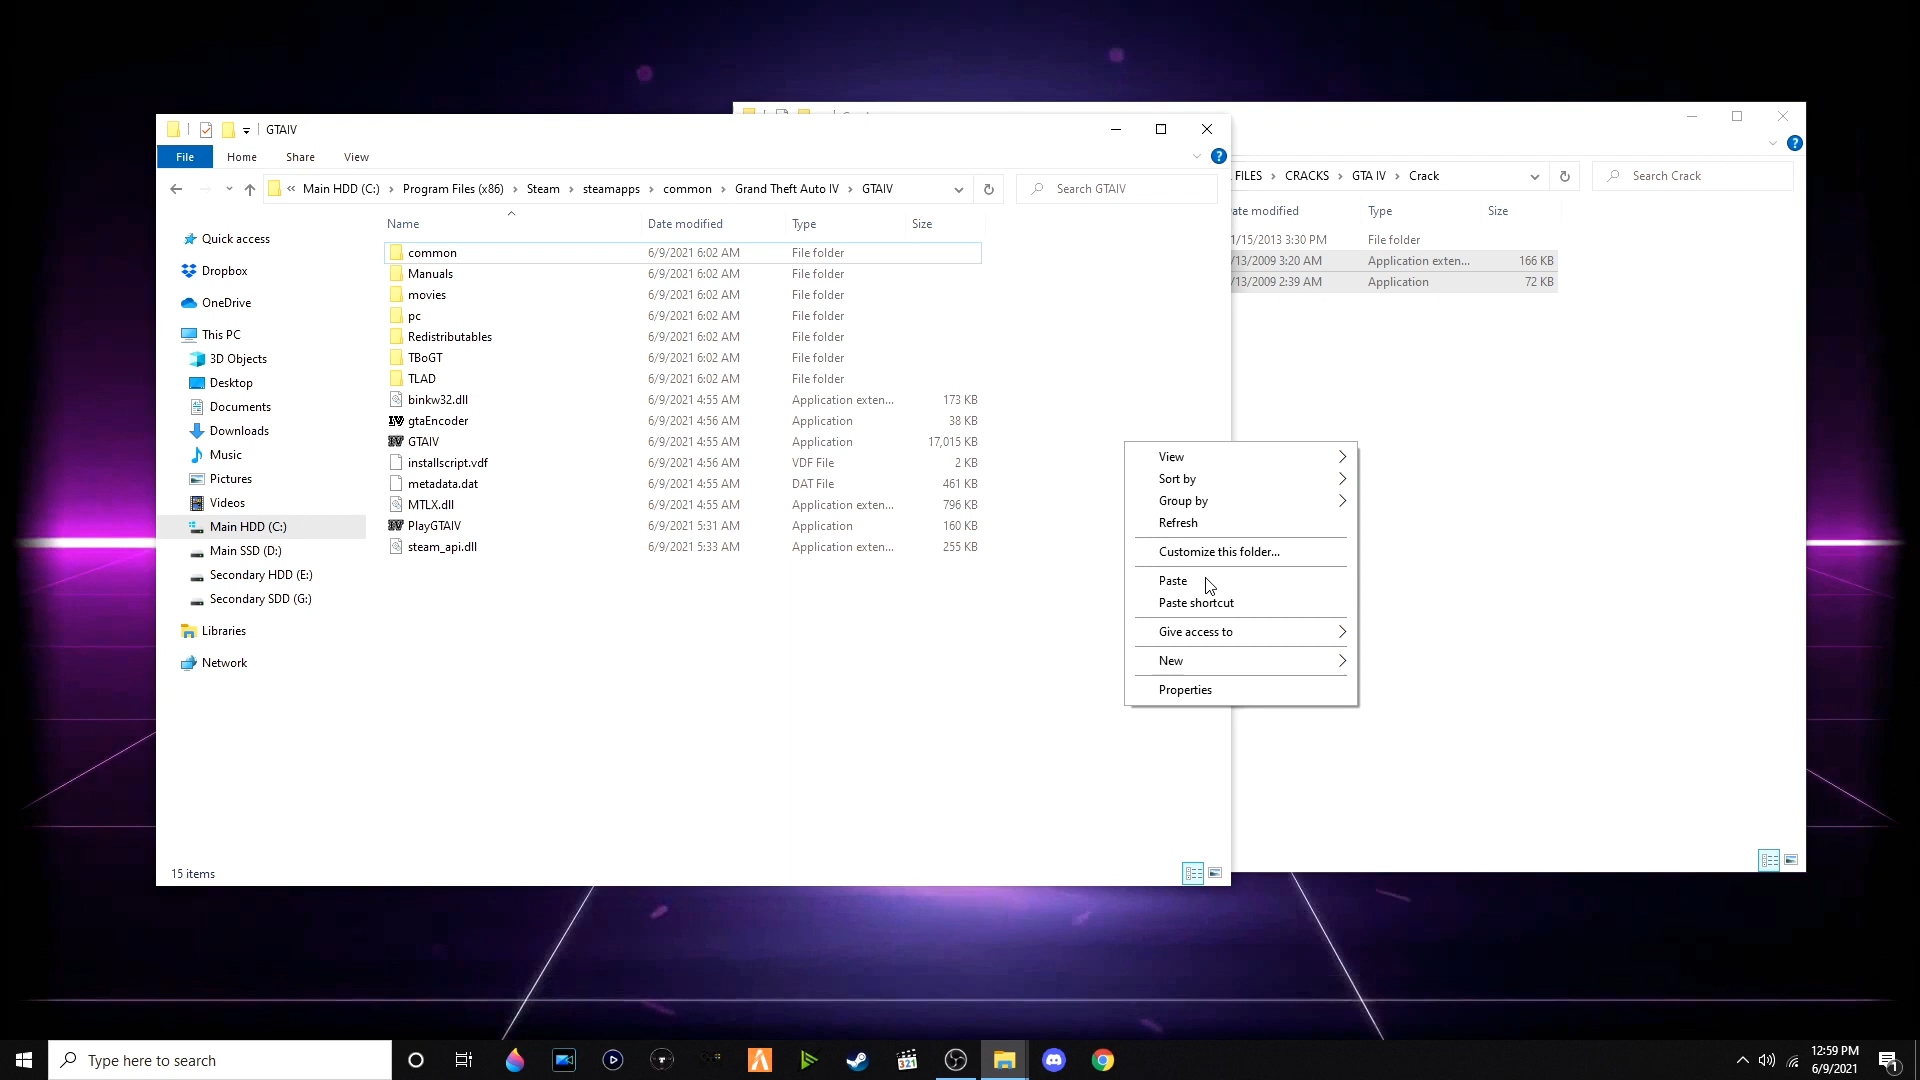 GTAIV
File Home Share View
« Main HDD (C:) › Program Files (x86) › Steam › steamapps › common › Grand Theft Auto IV › GTAIV
Search GTAIV
FILES › CRACKS › GTA IV › Crack
Search Crack
Name Date modified Type Size
Type Size
Quick access
Dropbox
OneDrive
This PC
3D Objects
Desktop
Documents
Downloads
Music
Pictures
Videos
Main HDD (C:)
Main SSD (D:)
Secondary HDD (E:)
Secondary SDD (G:)
Libraries
Network
common 6/9/2021 6:02 AM File folder
Manuals 6/9/2021 6:02 AM File folder
movies 6/9/2021 6:02 AM File folder
pc 6/9/2021 6:02 AM File folder
Redistributables 6/9/2021 6:02 AM File folder
TBoGT 6/9/2021 6:02 AM File folder
TLAD 6/9/2021 6:02 AM File folder
binkw32.dll 6/9/2021 4:55 AM Application exten... 173 KB
gtaEncoder 6/9/2021 4:56 AM Application 38 KB
GTAIV 6/9/2021 4:55 AM Application 17,015 KB
installscript.vdf 6/9/2021 4:56 AM VDF File 2 KB
metadata.dat 6/9/2021 4:55 AM DAT File 461 KB
MTLX.dll 6/9/2021 4:55 AM Application exten... 796 KB
PlayGTAIV 6/9/2021 5:31 AM Application 160 KB
steam_api.dll 6/9/2021 5:33 AM Application exten... 255 KB
15 items
modified
/15/2013 3:30 PM File folder
/13/2009 3:20 AM Application exten... 166 KB
/13/2009 2:39 AM Application 72 KB
View
Sort by
Group by
Refresh
Customize this folder...
Paste
Paste shortcut
Give access to
New
Properties
Type here to search
12:59 PM
6/9/2021
1